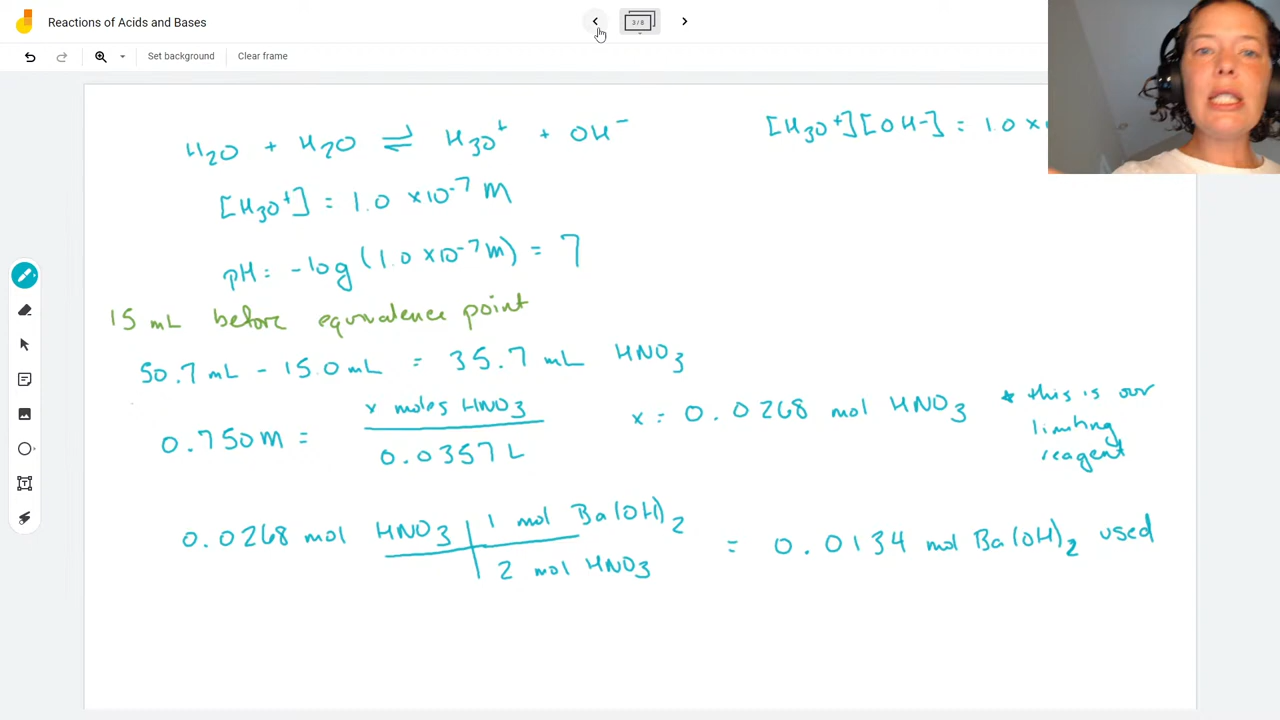 Reactions of Acids and Bases
3/8
Set background
Clear frame
H2O + H2O ⇌ H3O+ + OH-
[H3O+][OH-] = 1.0 x
[H3O+] = 1.0 x10-7 M
pH = -log (1.0 x10-7 M) = 7
15 mL before equivalence point
50.7 mL - 15.0 mL = 35.7 mL HNO3
0.750 M = x moles HNO3 / 0.0357 L
x = 0.0268 mol HNO3
* this is our
limiting
reagent
0.0268 mol HNO3 | 1 mol Ba(OH)2
2 mol HNO3
= 0.0134 mol Ba(OH)2 used